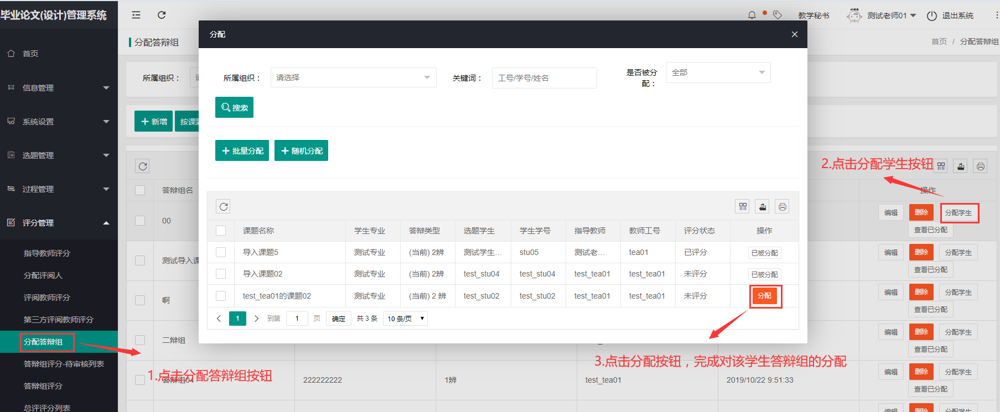 毕业论文(设计)管理系统
教学秘书
测试老师01
退出系统
首页
信息管理
系统设置
选题管理
过程管理
评分管理
指导教师评分
分配评阅人
评阅教师评分
第三方评阅教师评分
分配答辩组
答辩组评分-待审核列表
答辩组评分
总评评分列表
分配答辩组
首页 / 分配答辩组
所属组织：
新增
按课题
分配
所属组织： 请选择
关键词： 工号/学号/姓名
是否被分
配：
全部
搜索
批量分配 随机分配
课题名称 学生专业 答辩类型 选题学生 学生学号 指导教师 教师工号 评分状态 操作
导入课题5 测试专业 (当前) 2辨 测试学生... stu05 测试老... tea01 已评分 已被分配
导入课题02 测试专业 (当前) 2辨 test_stu04 test_stu04 test_tea01 test_tea01 未评分 已被分配
test_tea01的课题02 测试专业 (当前) 2 辨 test_stu02 test_stu02 test_tea01 test_tea01 未评分 分配
1 到第 1 页 确定 共 3 条 10 条/页
2.点击分配学生按钮
答辩组名 操作
00 编辑 删除 分配学生
查看已分配
测试导入课 编辑 删除 分配学生
查看已分配
啊 编辑 删除 分配学生
查看已分配
二辩组 编辑 删除 分配学生
查看已分配
3.点击分配按钮，完成对该学生答辩组的分配
1.点击分配答辩组按钮
答辩组04 222222222 1辨 test_tea01 2019/10/22 9:51:33 编辑 删除 分配学生
查看已分配
编辑 删除 分配学生